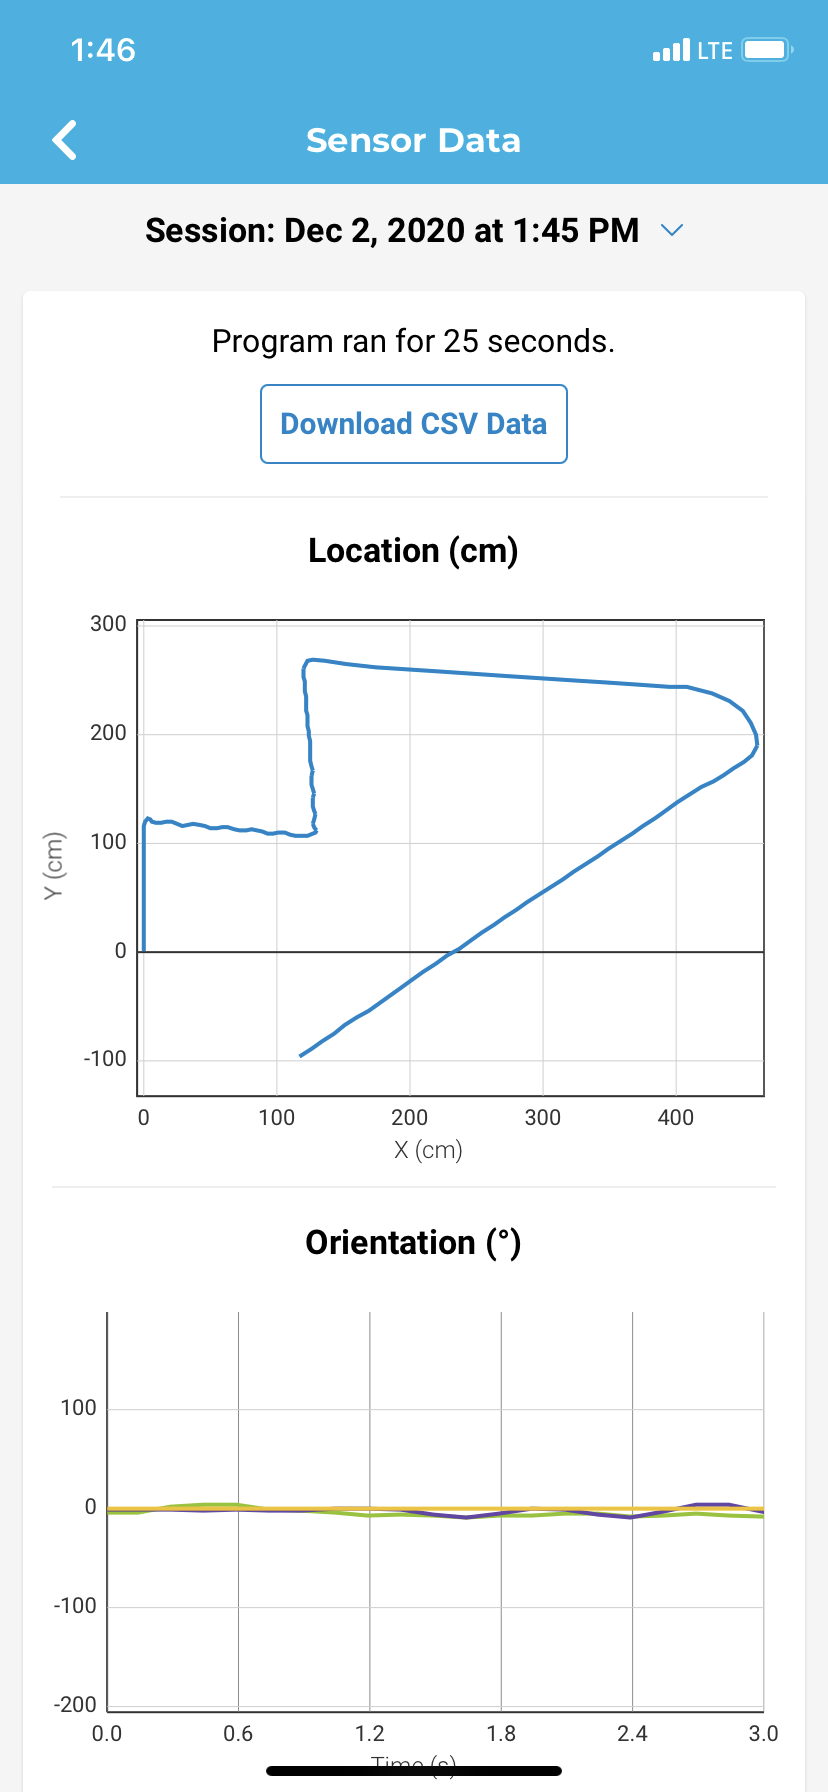 1:46
LTE
Sensor Data
Session: Dec 2, 2020 at 1:45 PM
Program ran for 25 seconds.
Download CSV Data
Location (cm)
300
200
100
0
-100
Y (cm)
0 100 200 300 400
X (cm)
Orientation (°)
100
0
-100
-200
0.0 0.6 1.2 1.8 2.4 3.0
Time (s)